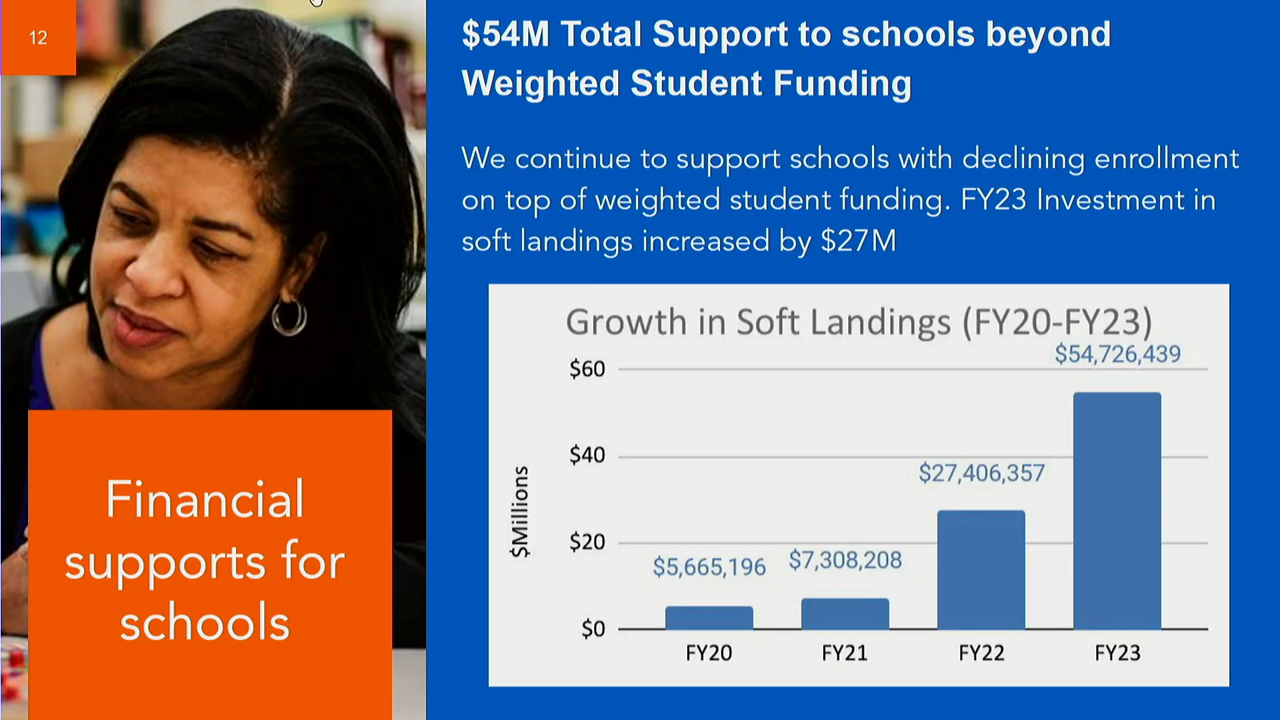 12
$54M Total Support to schools beyond
Weighted Student Funding
We continue to support schools with declining enrollment
on top of weighted student funding. FY23 Investment in
soft landings increased by $27M
Financial
supports for
schools
Growth in Soft Landings (FY20-FY23)
$Millions
$60
$40
$20
$0
$5,665,196
$7,308,208
$27,406,357
$54,726,439
FY20
FY21
FY22
FY23